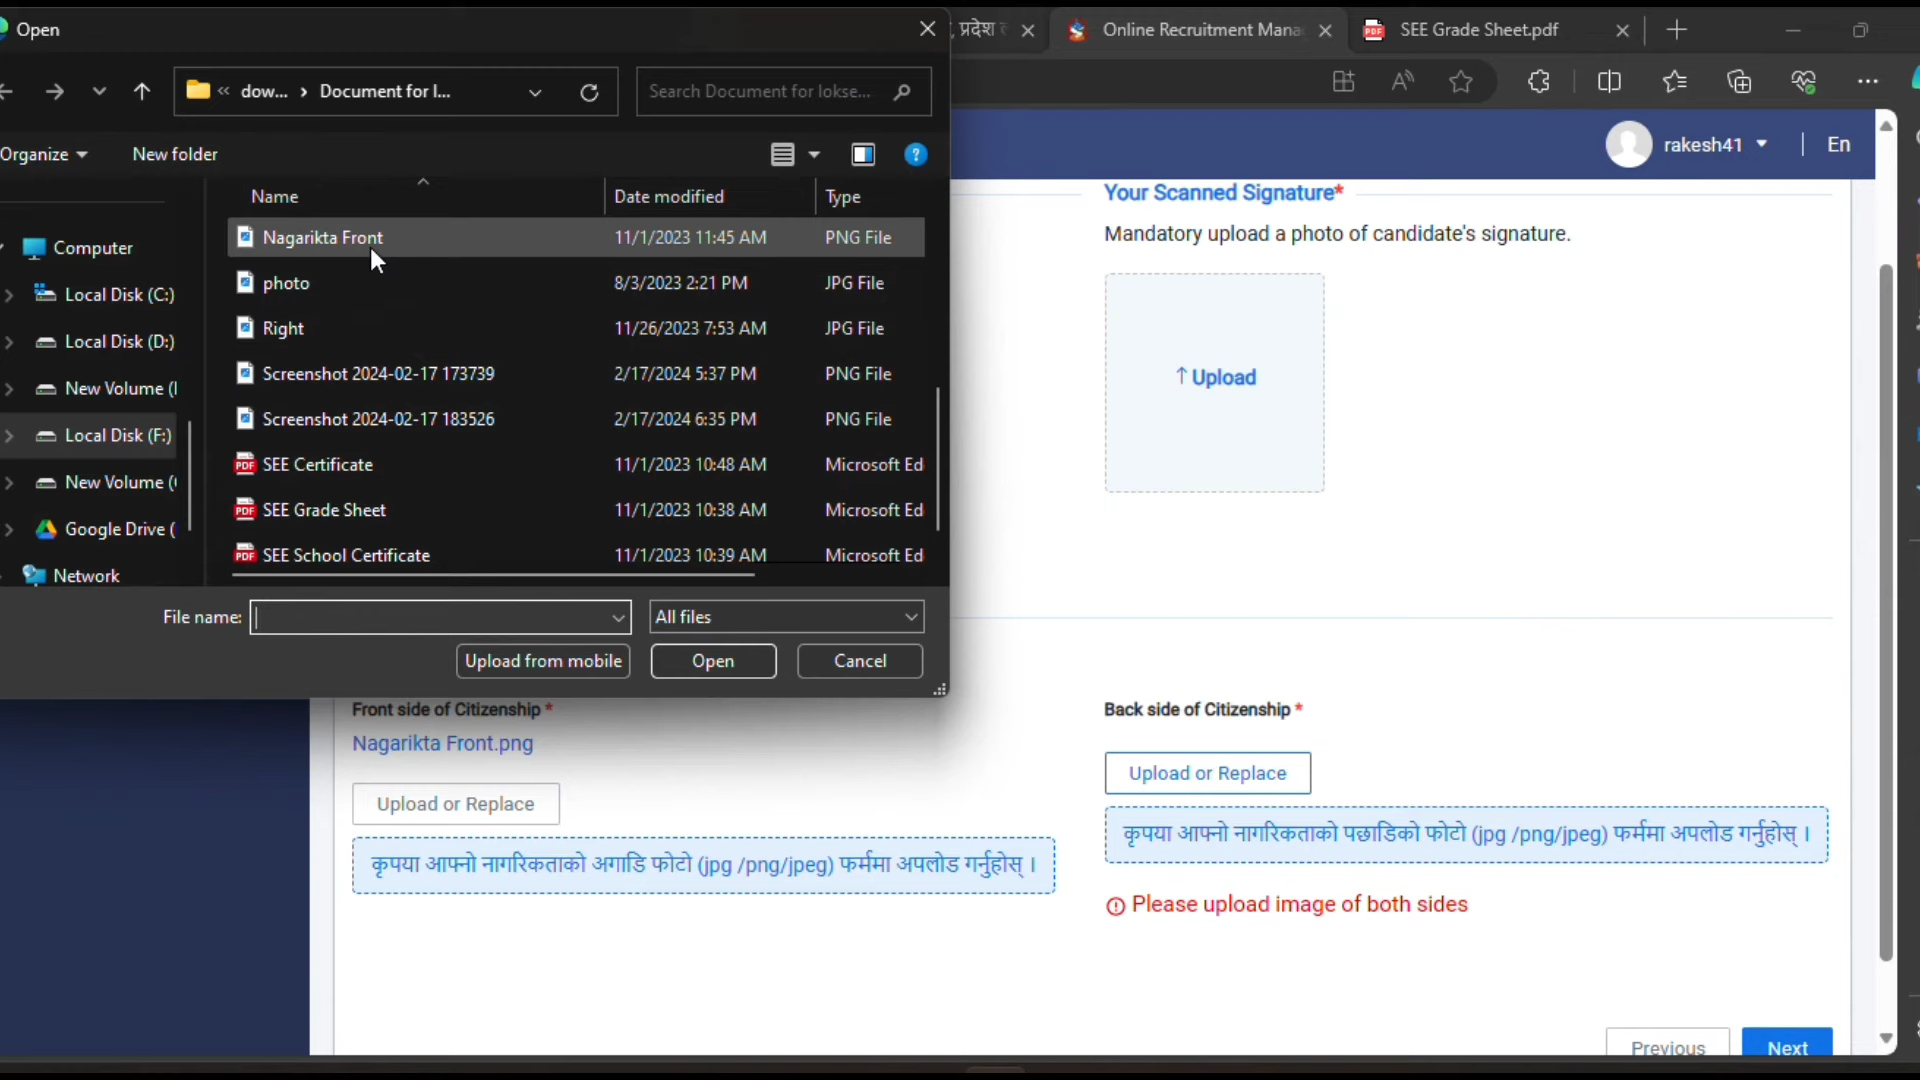 Open
प्रदेश
Online Recruitment Mana
SEE Grade Sheet.pdf
dow... › Document for l...
Search Document for lokse...
Organize
New folder
rakesh41
En
Name
Date modified
Type
Your Scanned Signature*
Mandatory upload a photo of candidate's signature.
Computer
Local Disk (C:)
Local Disk (D:)
New Volume (
Local Disk (F:)
New Volume (
Google Drive (
Network
Nagarikta Front 11/1/2023 11:45 AM PNG File
photo 8/3/2023 2:21 PM JPG File
Right 11/26/2023 7:53 AM JPG File
Screenshot 2024-02-17 173739 2/17/2024 5:37 PM PNG File
Screenshot 2024-02-17 183526 2/17/2024 6:35 PM PNG File
PDF SEE Certificate 11/1/2023 10:48 AM Microsoft Ed
PDF SEE Grade Sheet 11/1/2023 10:38 AM Microsoft Ed
PDF SEE School Certificate 11/1/2023 10:39 AM Microsoft Ed
↑ Upload
File name:
All files
Upload from mobile
Open
Cancel
Front side of Citizenship *
Nagarikta Front.png
Upload or Replace
कृपया आफ्नो नागरिकताको अगाडि फोटो (jpg /png/jpeg) फर्ममा अपलोड गर्नुहोस् ।
Back side of Citizenship *
Upload or Replace
कृपया आफ्नो नागरिकताको पछाडिको फोटो (jpg /png/jpeg) फर्ममा अपलोड गर्नुहोस् ।
Please upload image of both sides
Previous
Next